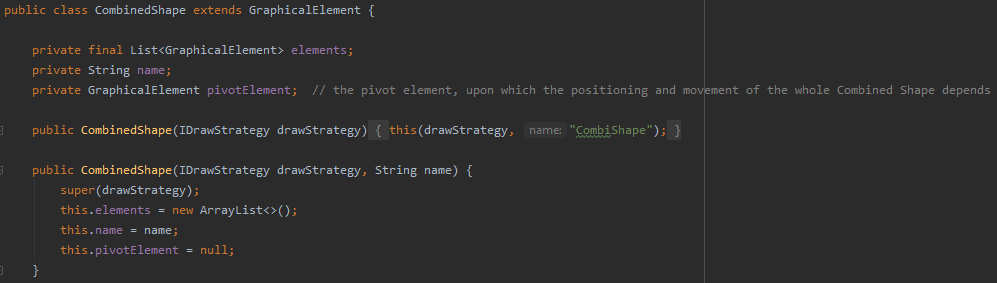 public class CombinedShape extends GraphicalElement {
private final List<GraphicalElement> elements;
private String name;
private GraphicalElement pivotElement;  // the pivot element, upon which the positioning and movement of the whole Combined Shape depends
public CombinedShape(IDrawStrategy drawStrategy) { this(drawStrategy, name: "CombiShape"); }
public CombinedShape(IDrawStrategy drawStrategy, String name) {
super(drawStrategy);
this.elements = new ArrayList<>();
this.name = name;
this.pivotElement = null;
}